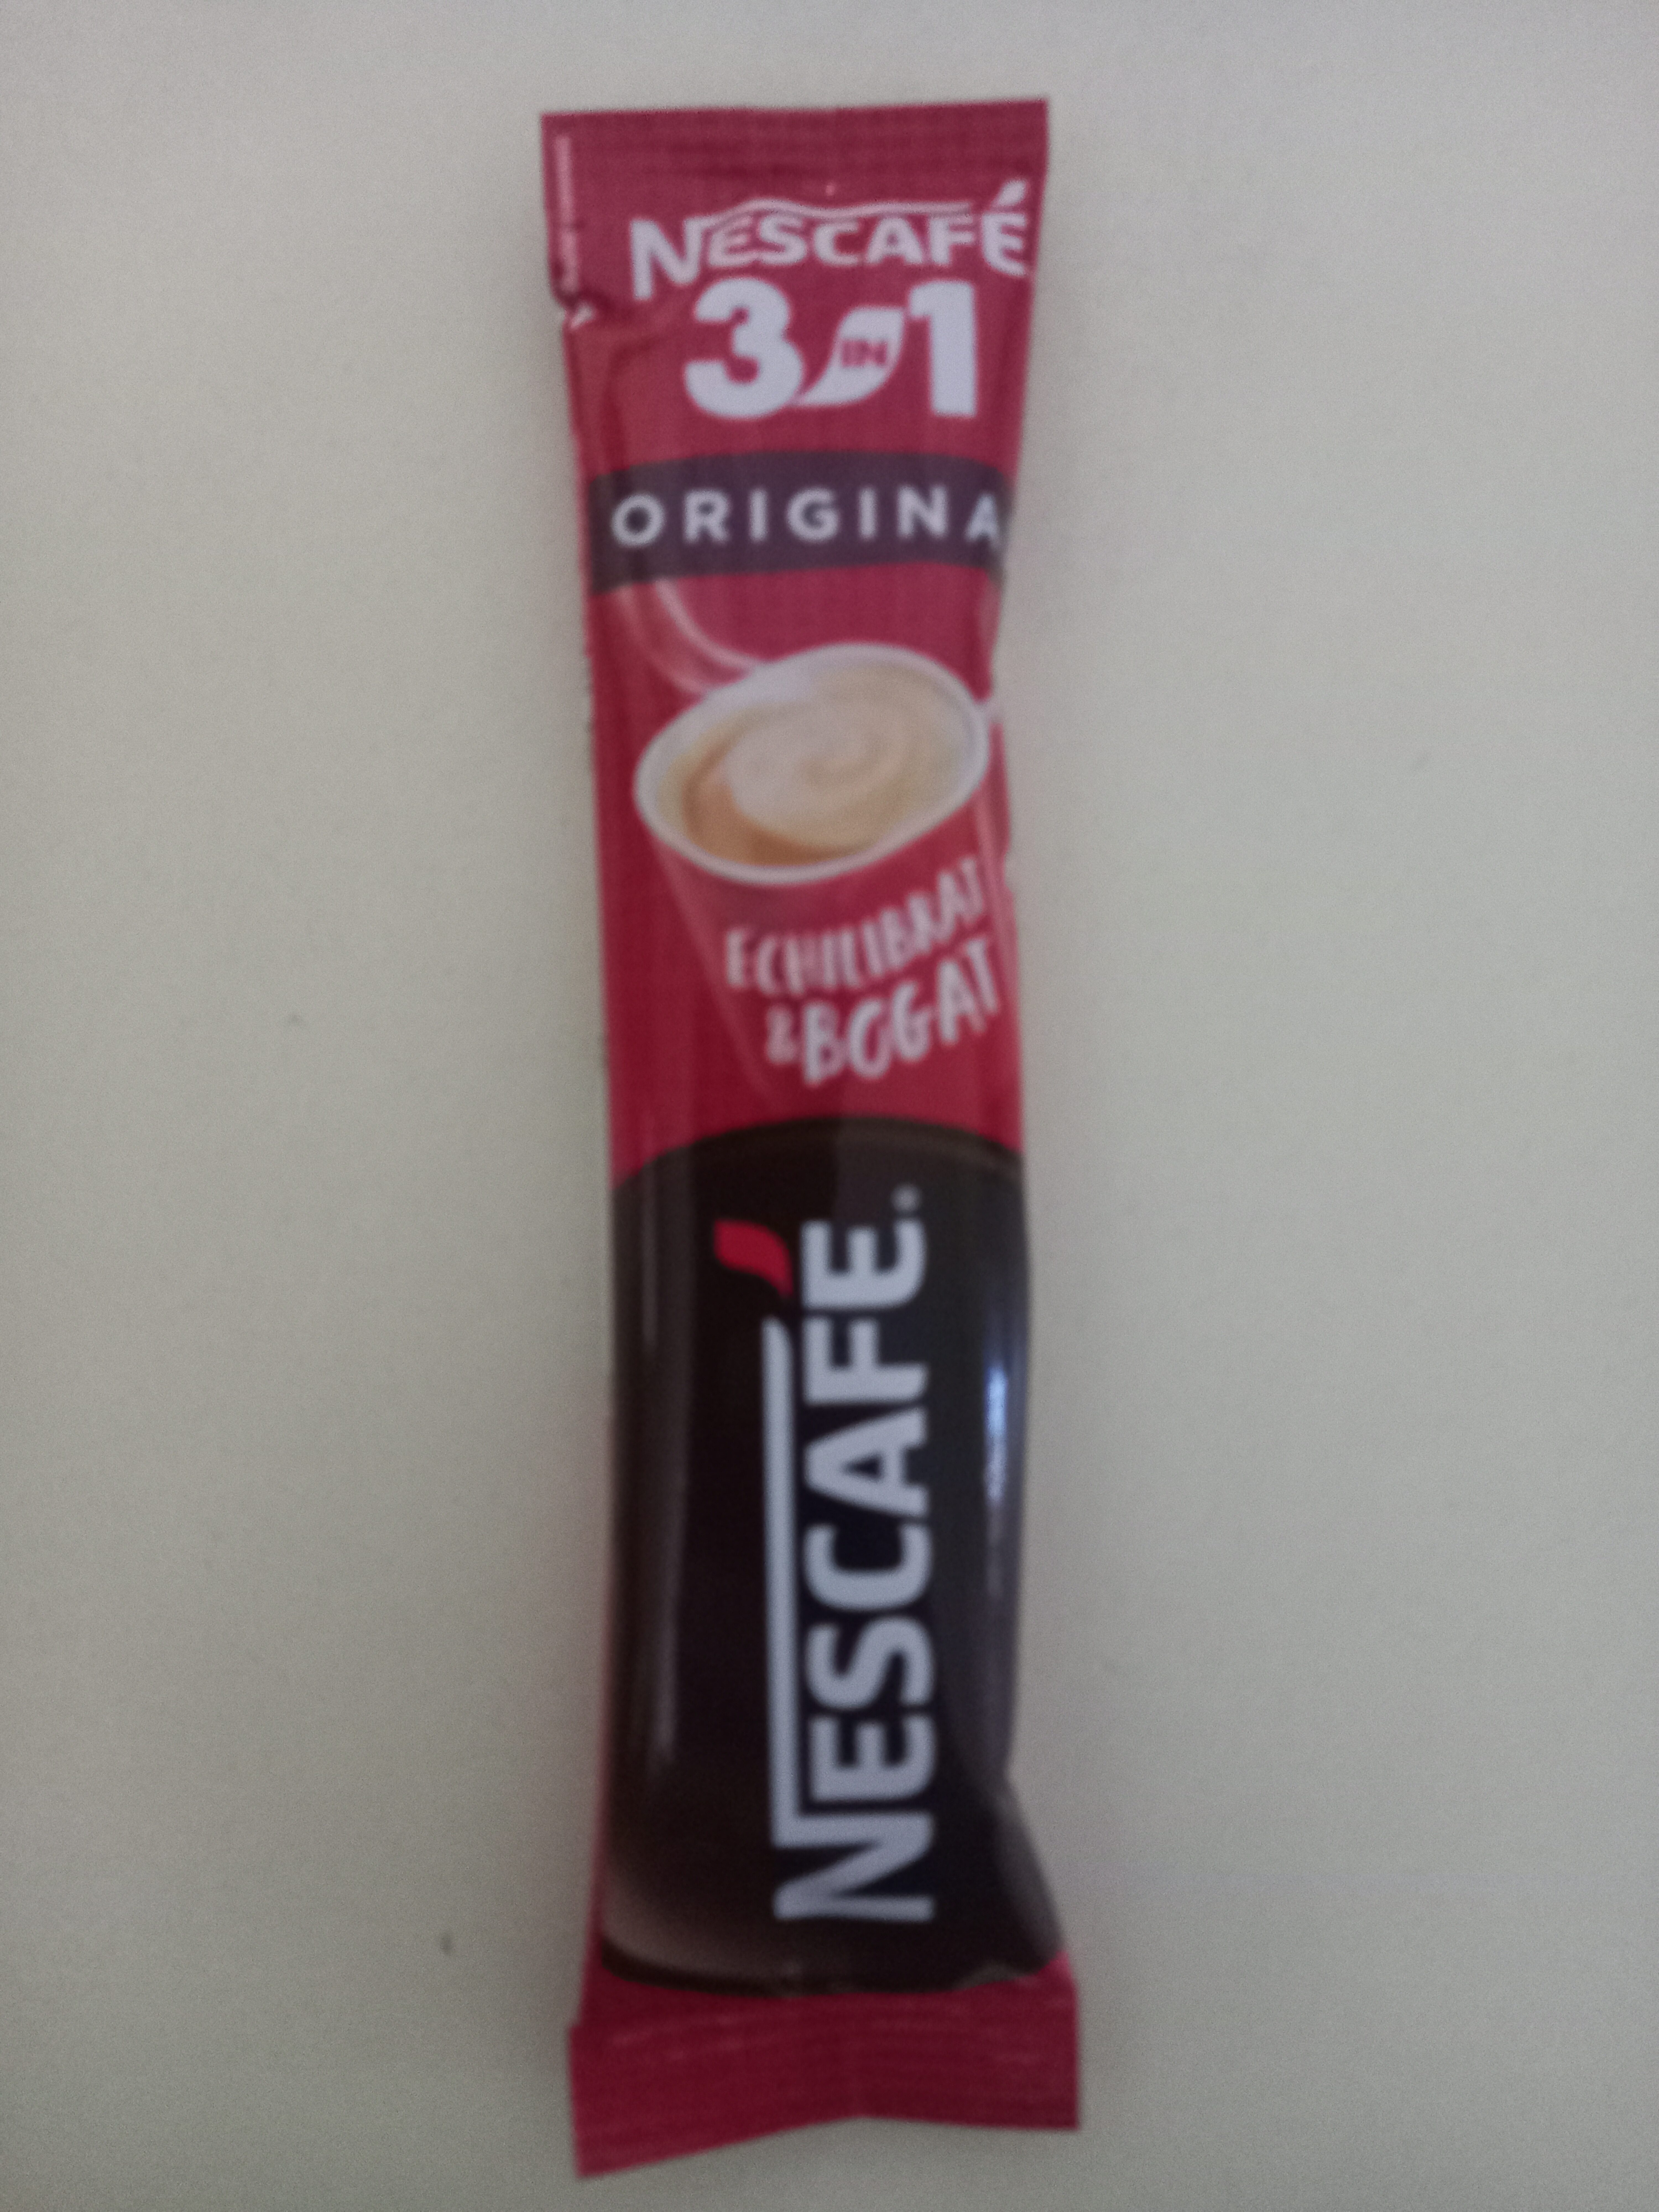 NESCAFÉ
3 IN 1
ORIGINA
ECHILIBRAT
&BOGAT
NESCAFÉ®